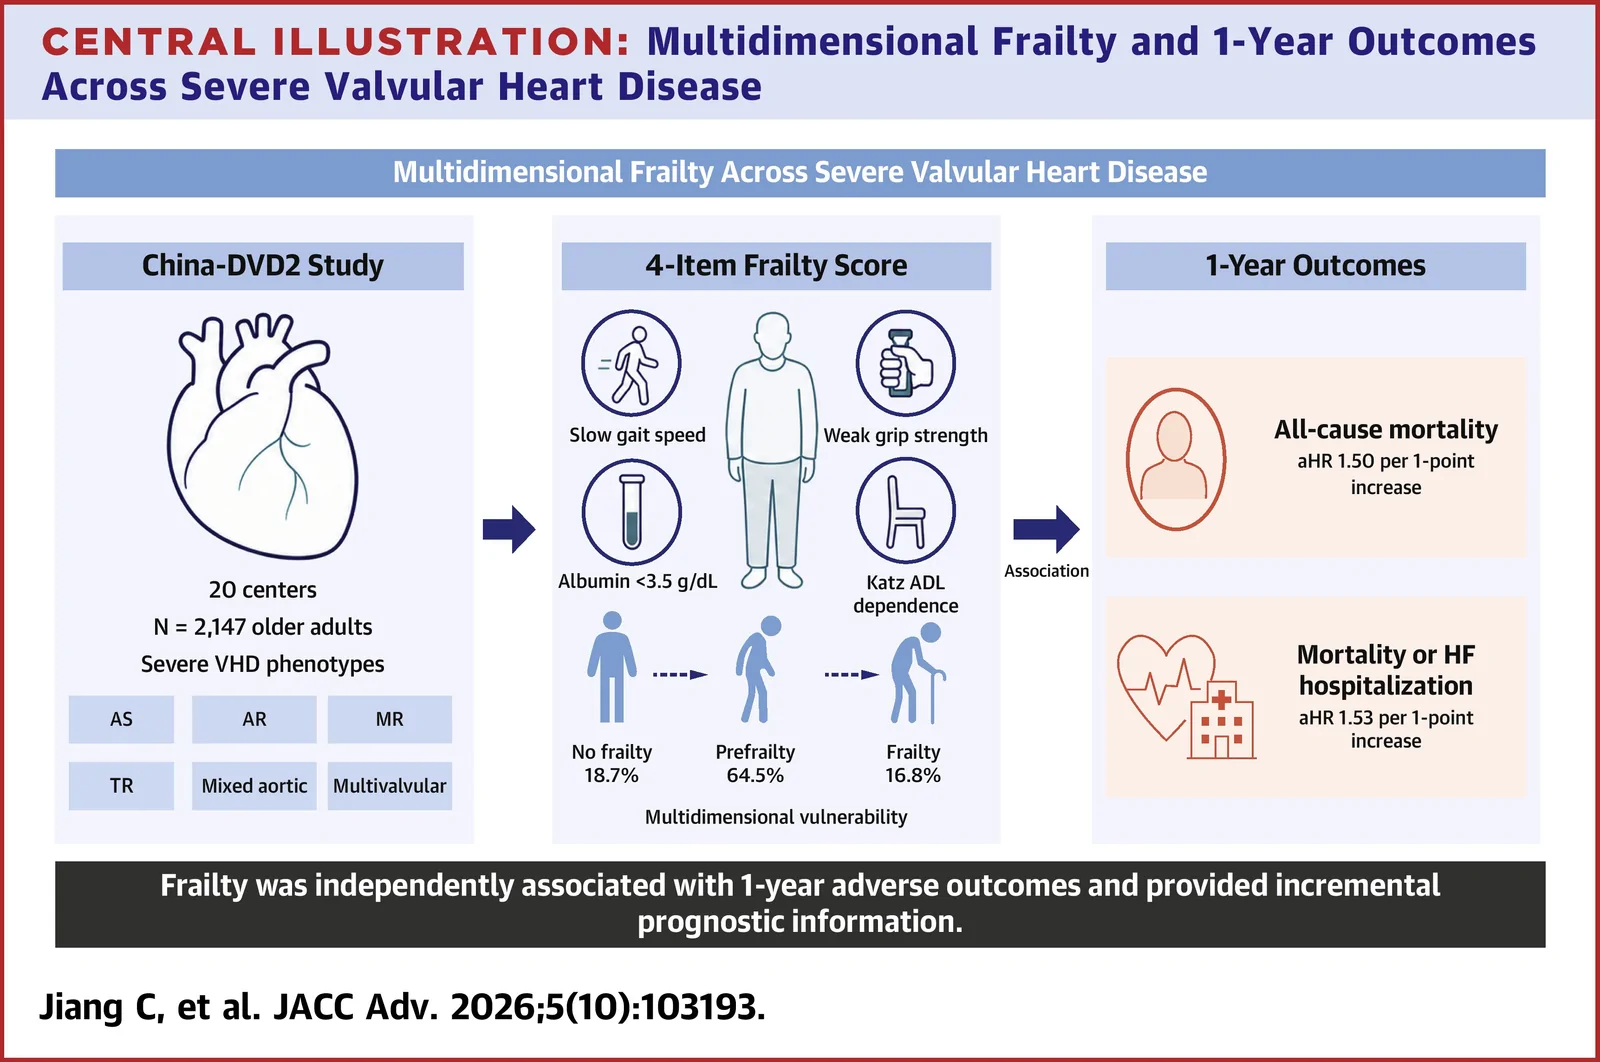 CENTRAL ILLUSTRATION: Multidimensional Frailty and 1-Year Outcomes
Across Severe Valvular Heart Disease
Multidimensional Frailty Across Severe Valvular Heart Disease
China-DVD2 Study
20 centers
N = 2,147 older adults
Severe VHD phenotypes
AS
AR
MR
TR
Mixed aortic
Multivalvular
4-Item Frailty Score
Slow gait speed
Weak grip strength
Albumin <3.5 g/dL
Katz ADL
dependence
No frailty
18.7%
Prefrailty
64.5%
Frailty
16.8%
Multidimensional vulnerability
Association
1-Year Outcomes
All-cause mortality
aHR 1.50 per 1-point
increase
Mortality or HF
hospitalization
aHR 1.53 per 1-point
increase
Frailty was independently associated with 1-year adverse outcomes and provided incremental
prognostic information.
Jiang C, et al. JACC Adv. 2026;5(10):103193.